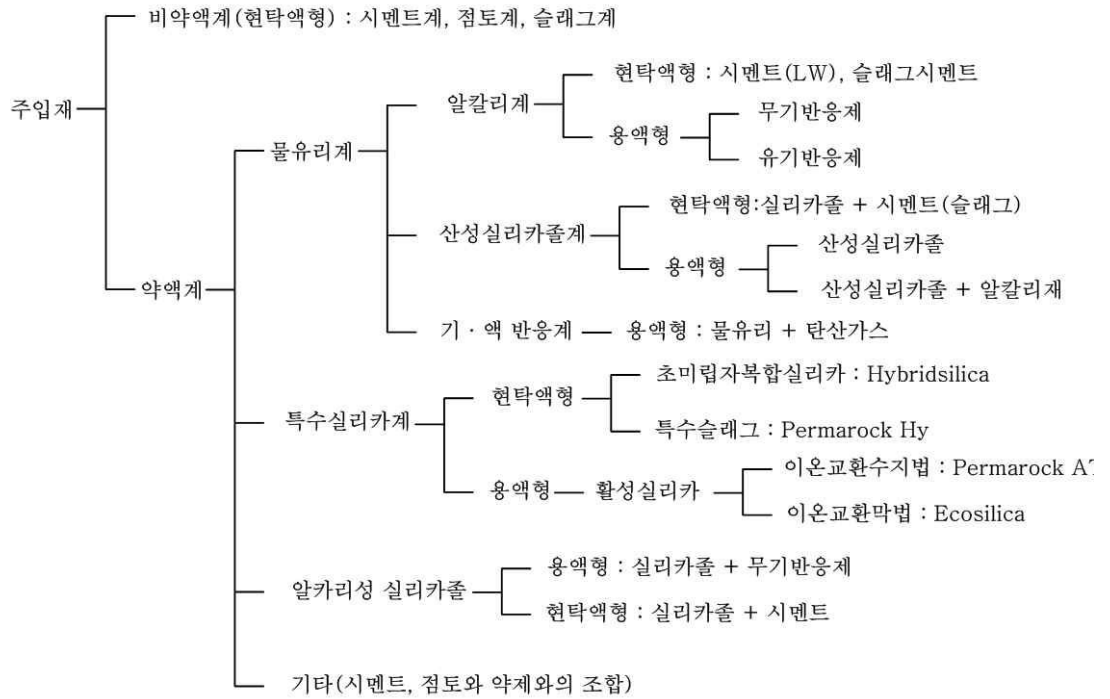 비약액계(현탁액형) : 시멘트계, 점토계, 슬래그계
현탁액형 : 시멘트(LW), 슬래그시멘트
알칼리계
주입재
무기반응제
용액형
물유리계
유기반응제
현탁액형:실리카졸 + 시멘트(슬래그)
산성실리카졸계
산성실리카졸
용액형
약액계
산성실리카졸 + 알칼리재
기 · 액 반응계
용액형 : 물유리 + 탄산가스
초미립자복합실리카 : Hybridsilica
현탁액형
특수실리카계
특수슬래그 : Permarock Hy
이온교환수지법 : Permarock AT
용액형
활성실리카
이온교환막법 : Ecosilica
용액형 : 실리카졸 + 무기반응제
알카리성 실리카졸
현탁액형 : 실리카졸 + 시멘트
기타(시멘트, 점토와 약제와의 조합)